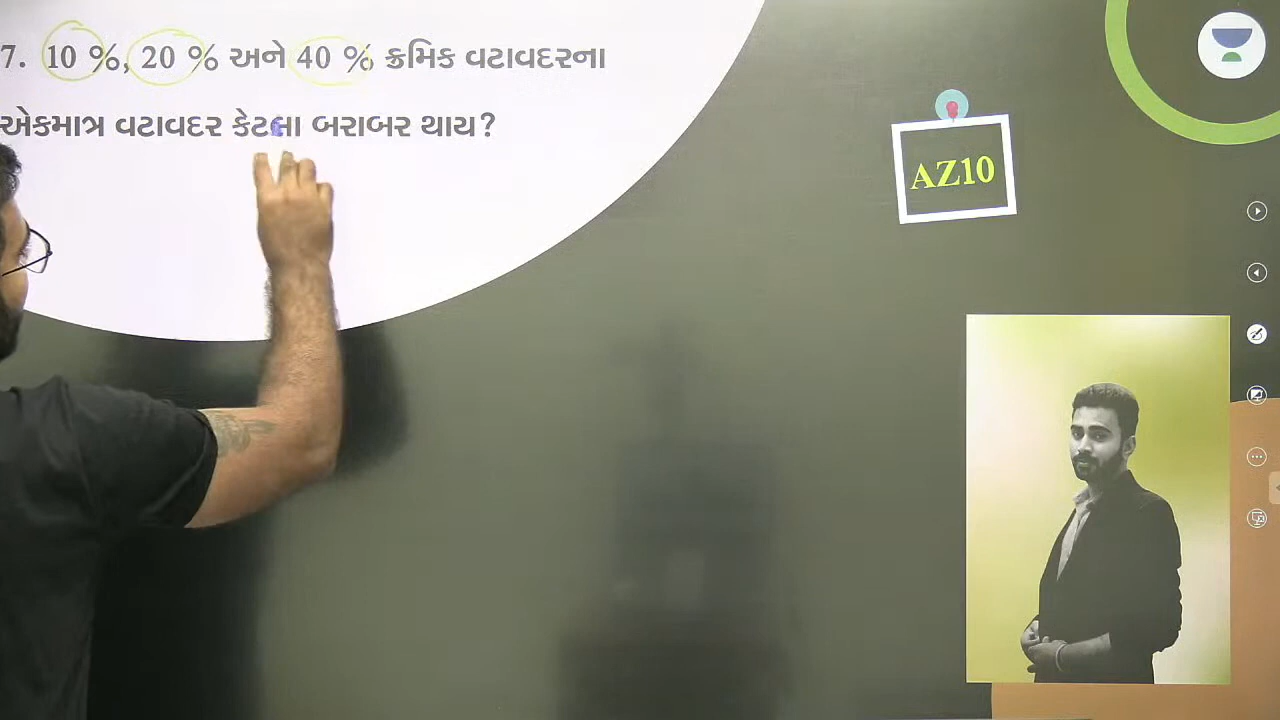 7. 10 %, 20 % અને 40 % ક્રમિક વટાવદરના
એકમાત્ર વટાવદર કેટલા બરાબર થાય?
AZ10